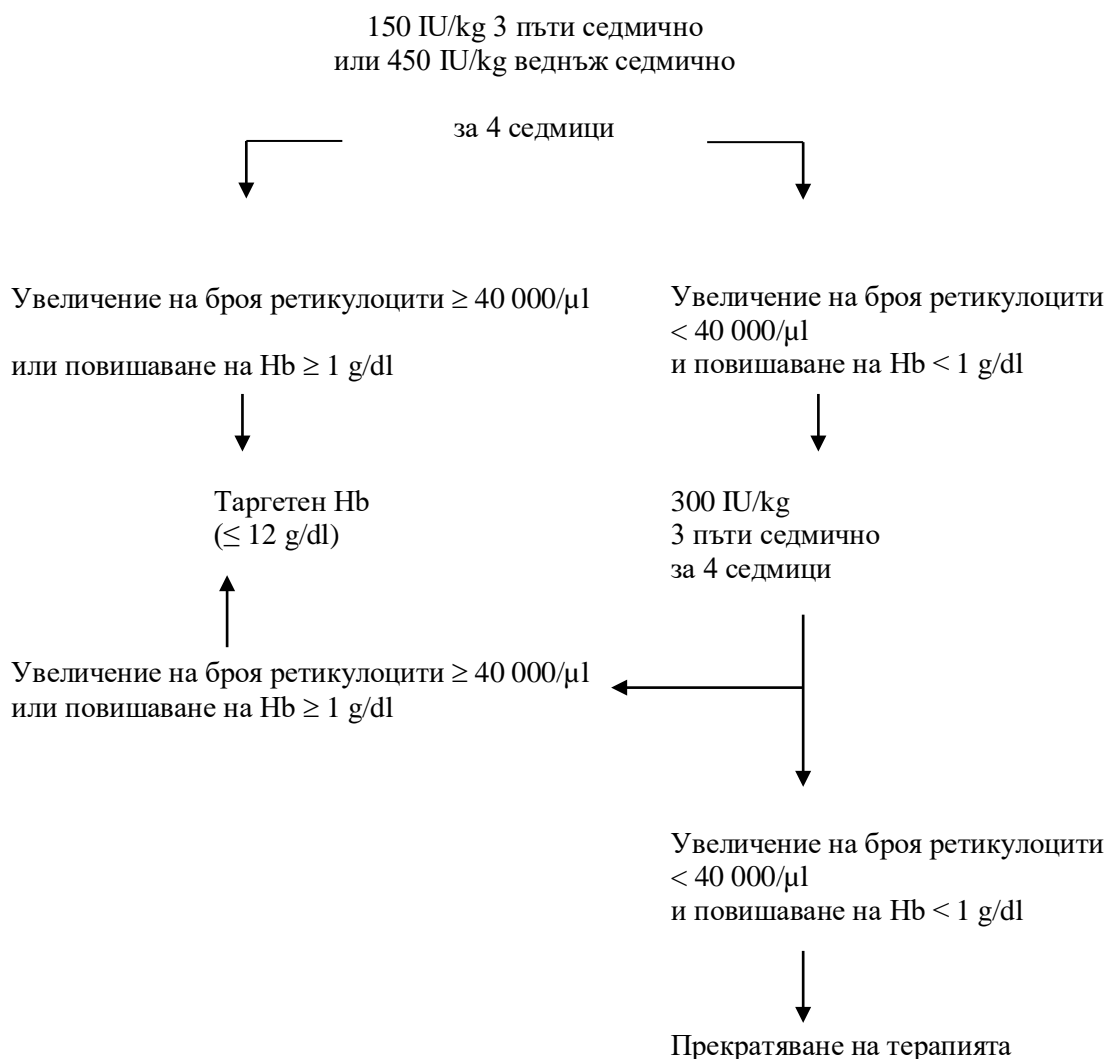 150 IU/kg 3 пъти седмично
или 450 IU/kg веднъж седмично
за 4 седмици
Увеличение на броя ретикулоцити ≥ 40 000/µl
или повишаване на Hb ≥ 1 g/dl
Увеличение на броя ретикулоцити
< 40 000/µl
и повишаване на Hb < 1 g/dl
Таргетен Hb
(≤ 12 g/dl)
300 IU/kg
3 пъти седмично
за 4 седмици
Увеличение на броя ретикулоцити ≥ 40 000/µl
или повишаване на Hb ≥ 1 g/dl
Увеличение на броя ретикулоцити
< 40 000/µl
и повишаване на Hb < 1 g/dl
Прекратяване на терапията